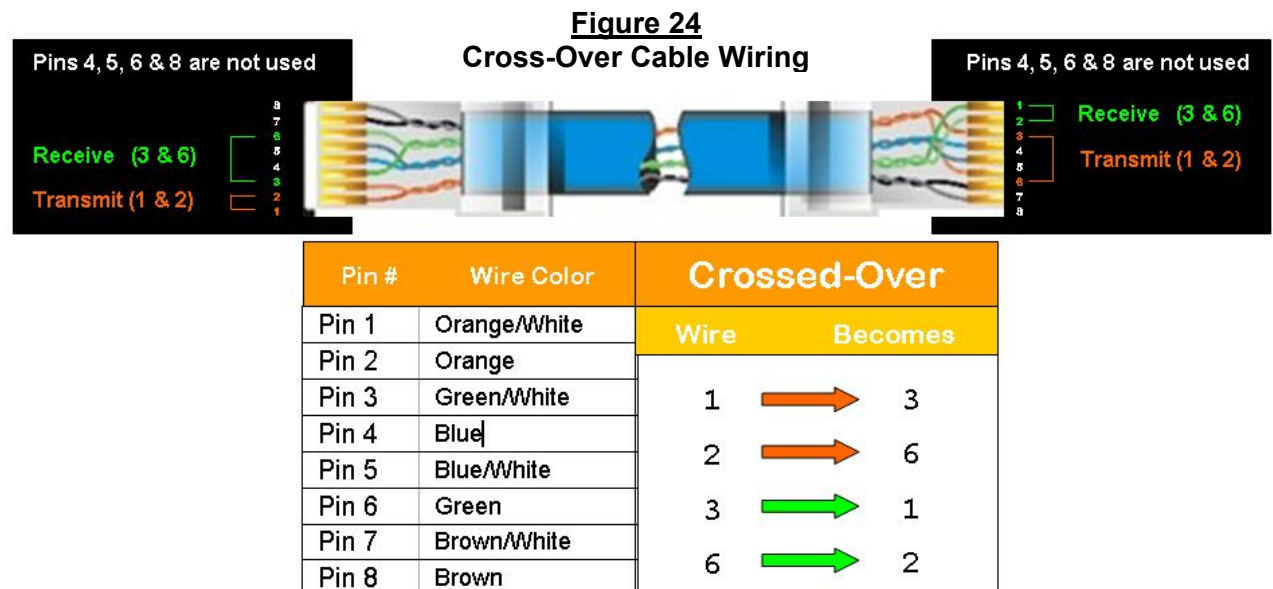 Figure 24
Cross-Over Cable Wiring
Pins 4, 5, 6 & 8 are not used
8
7
6
5
4
3
2
1
Receive (3 & 6)
Transmit (1 & 2)
Pins 4, 5, 6 & 8 are not used
1
2
3
4
5
6
7
8
Receive (3 & 6)
Transmit (1 & 2)
Pin # Wire Color
Pin 1 Orange/White
Pin 2 Orange
Pin 3 Green/White
Pin 4 Blue
Pin 5 Blue/White
Pin 6 Green
Pin 7 Brown/White
Pin 8 Brown
Crossed-Over
Wire Becomes
1 3
2 6
3 1
6 2